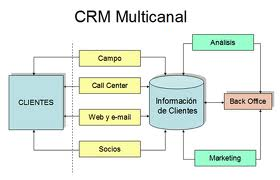 CRM Multicanal
Campo
Análisis
Call Center
CLIENTES
Información
de Clientes
Back Office
Web y e-mail
Socios
Marketing